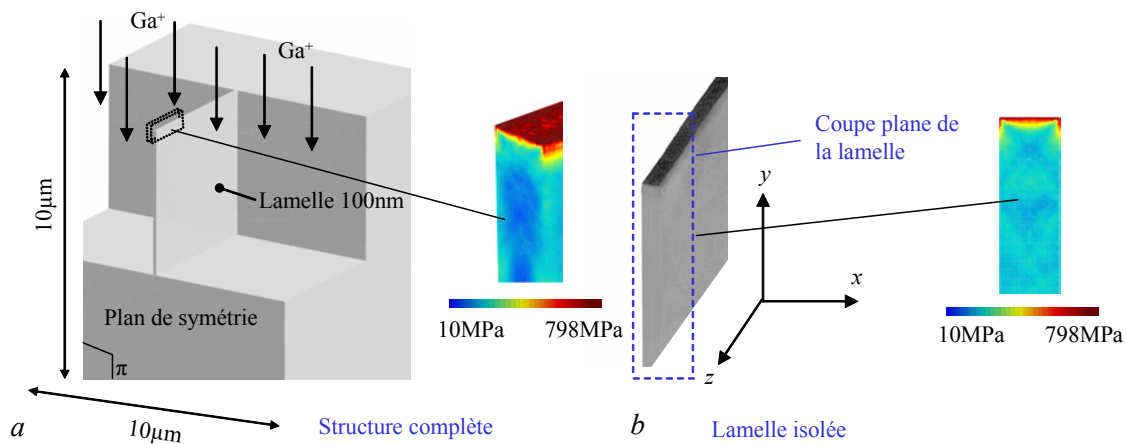 Ga⁺
Ga⁺
10µm
Lamelle 100nm
Plan de symétrie
π
10µm
10MPa 798MPa
a
Structure complète
Coupe plane de
la lamelle
y
x
z
10MPa 798MPa
b
Lamelle isolée